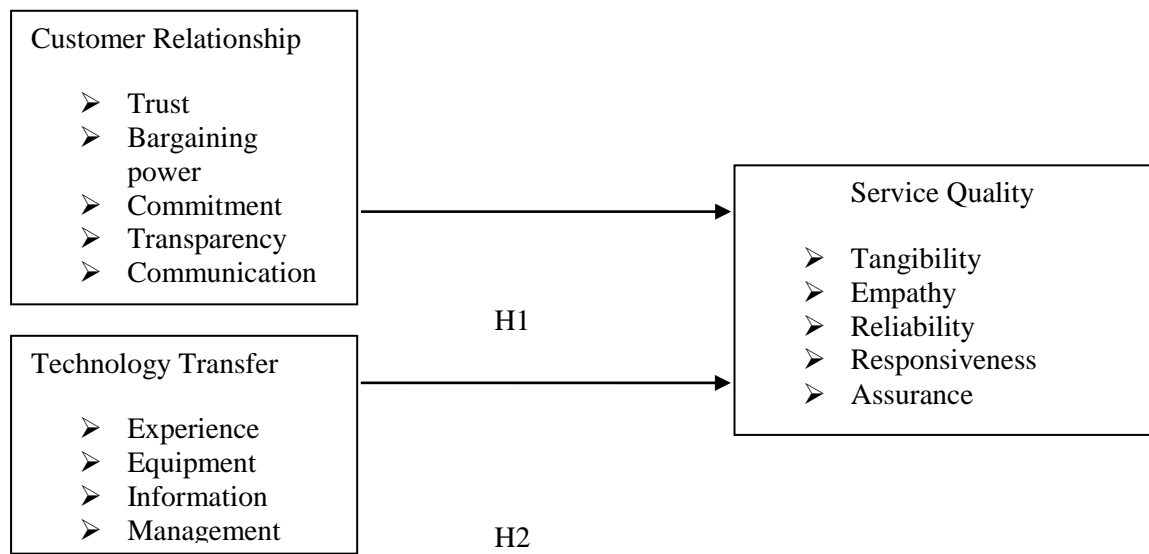 Customer Relationship
➢ Trust
➢ Bargaining
power
➢ Commitment
➢ Transparency
➢ Communication
H1
Technology Transfer
➢ Experience
➢ Equipment
➢ Information
➢ Management
H2
Service Quality
➢ Tangibility
➢ Empathy
➢ Reliability
➢ Responsiveness
➢ Assurance